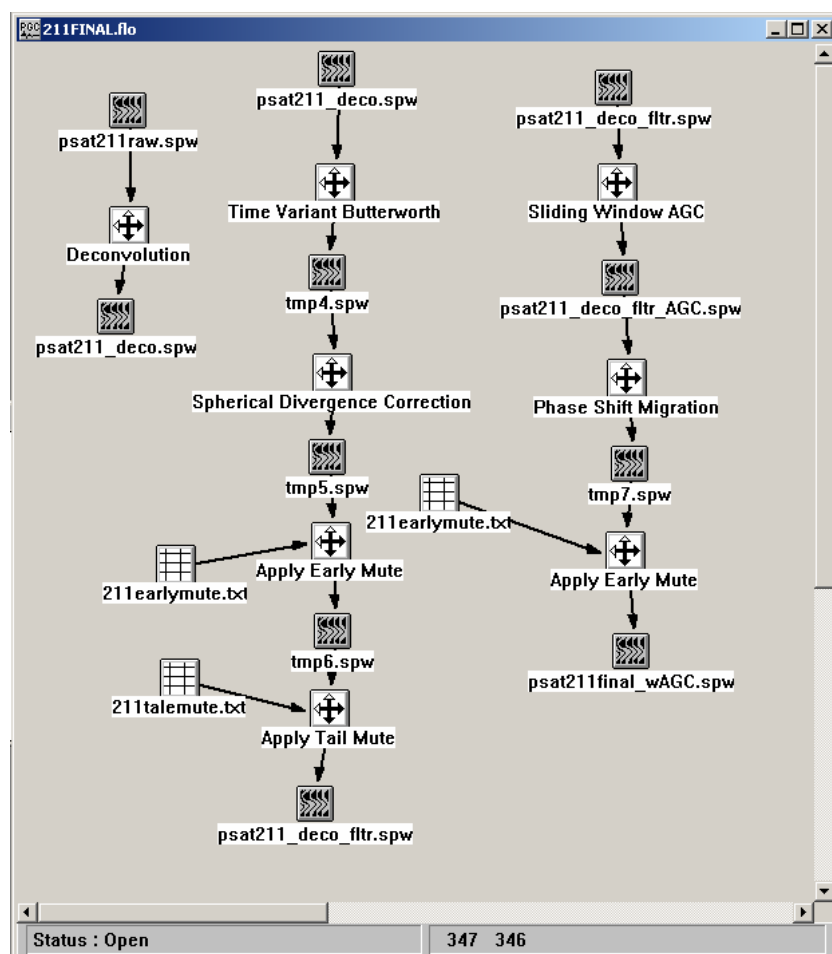 PGC 211FINAL.flo
psat211raw.spw
Deconvolution
psat211_deco.spw
psat211_deco.spw
Time Variant Butterworth
tmp4.spw
Spherical Divergence Correction
tmp5.spw
211earlymute.txt
Apply Early Mute
tmp6.spw
211talemute.txt
Apply Tail Mute
psat211_deco_fltr.spw
psat211_deco_fltr.spw
Sliding Window AGC
psat211_deco_fltr_AGC.spw
Phase Shift Migration
tmp7.spw
211earlymute.txt
Apply Early Mute
psat211final_wAGC.spw
Status : Open
347 346